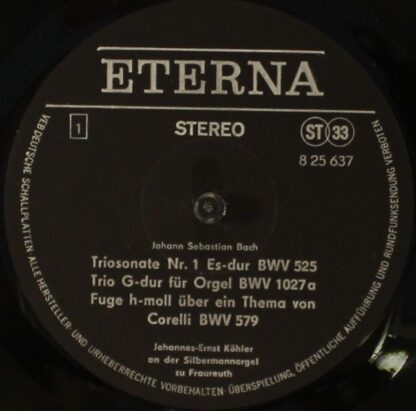 ETERNA
1
STEREO
ST 33
8 25 637
Johann Sebastian Bach
Triosonate Nr. 1 Es-dur BWV 525
Trio G-dur für Orgel BWV 1027a
Fuge h-moll über ein Thema von
Corelli BWV 579
Johannes-Ernst Köhler
an der Silbermannorgel
zu Fraureuth
VEB DEUTSCHE SCHALLPLATTEN ALLE HERSTELLER- UND URHEBERRECHTE VORBEHALTEN · ÜBERSPIELUNG, ÖFFENTLICHE AUFFÜHRUNG UND RUNDFUNKSENDUNG VERBOTEN